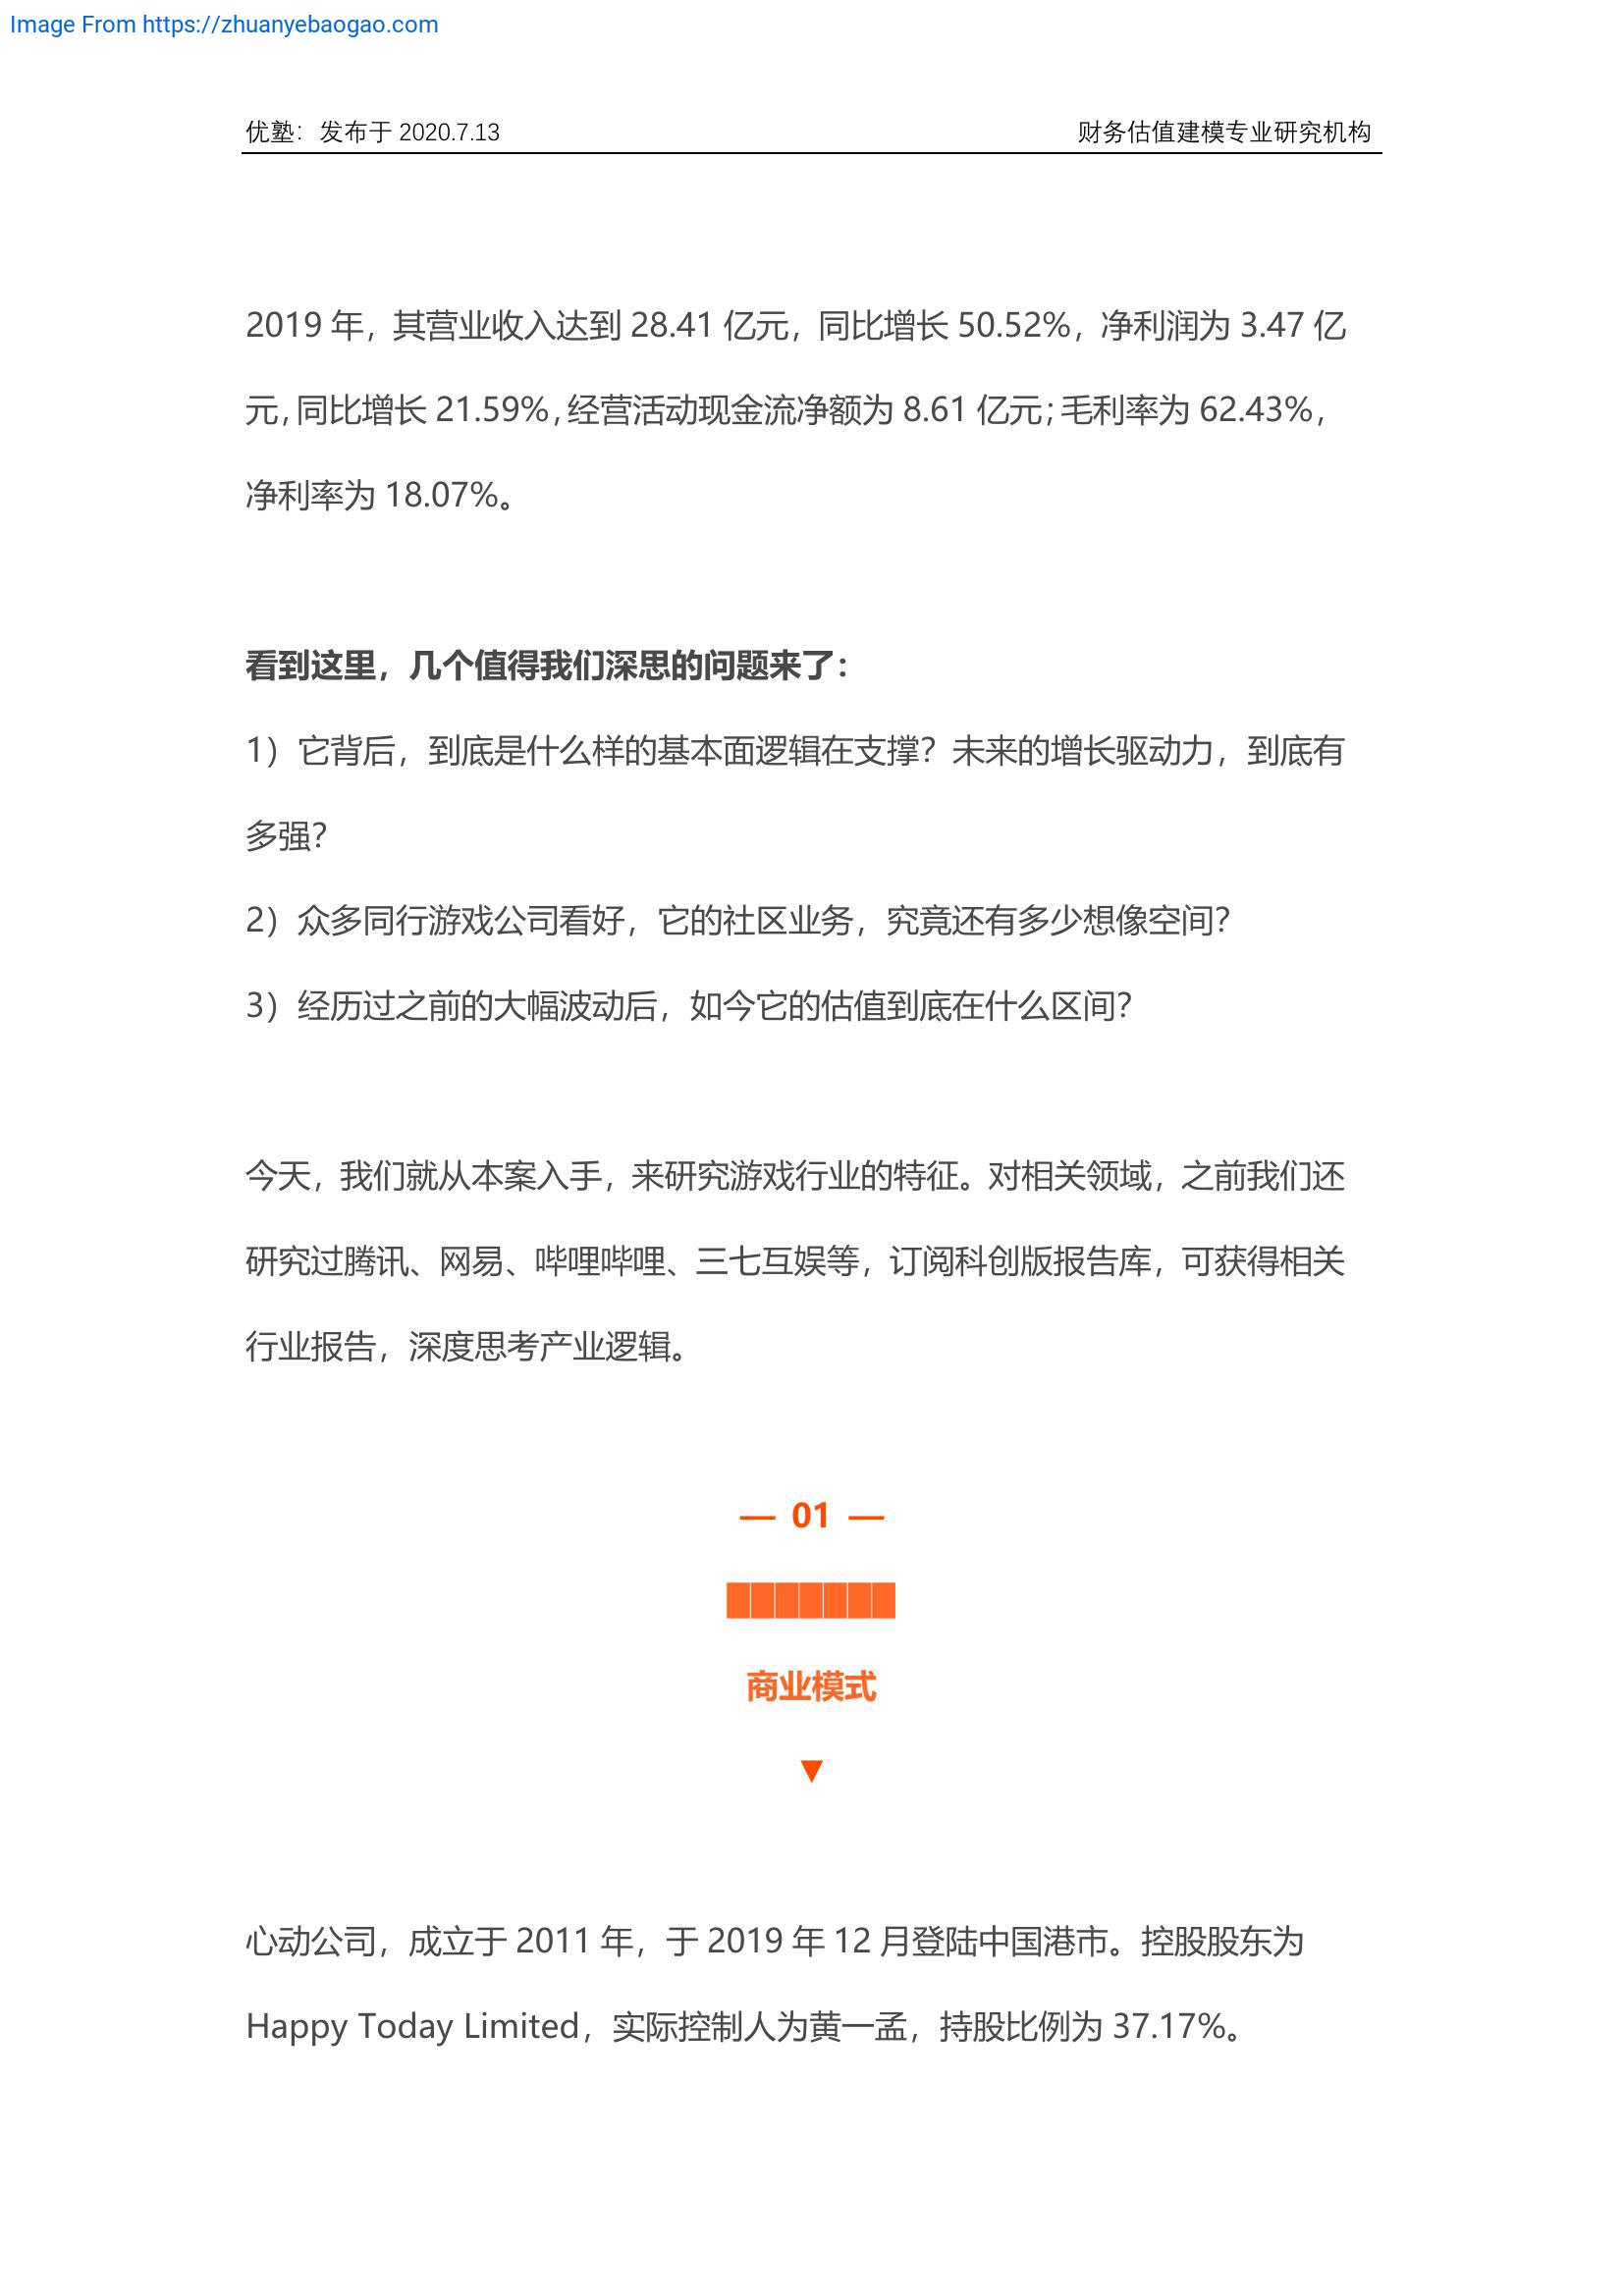 Image From https://zhuanyebaogao.com
优塾：发布于 2020.7.13 财务估值建模专业研究机构
2019 年，其营业收入达到 28.41 亿元，同比增长 50.52%，净利润为 3.47 亿
元，同比增长 21.59%，经营活动现金流净额为 8.61 亿元；毛利率为 62.43%，
净利率为 18.07%。
看到这里，几个值得我们深思的问题来了：
1）它背后，到底是什么样的基本面逻辑在支撑？未来的增长驱动力，到底有
多强？
2）众多同行游戏公司看好，它的社区业务，究竟还有多少想像空间？
3）经历过之前的大幅波动后，如今它的估值到底在什么区间？
今天，我们就从本案入手，来研究游戏行业的特征。对相关领域，之前我们还
研究过腾讯、网易、哔哩哔哩、三七互娱等，订阅科创版报告库，可获得相关
行业报告，深度思考产业逻辑。
— 01 —
███████
商业模式
▼
心动公司，成立于 2011 年，于 2019 年 12 月登陆中国港市。控股股东为
Happy Today Limited，实际控制人为黄一孟，持股比例为 37.17%。